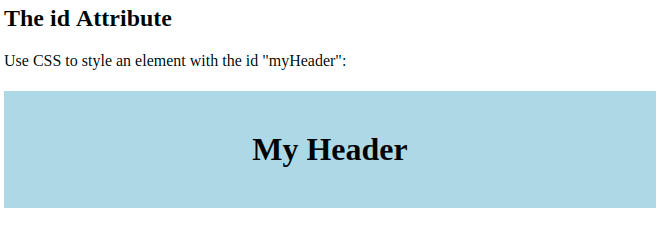 The id Attribute
Use CSS to style an element with the id "myHeader":
My Header